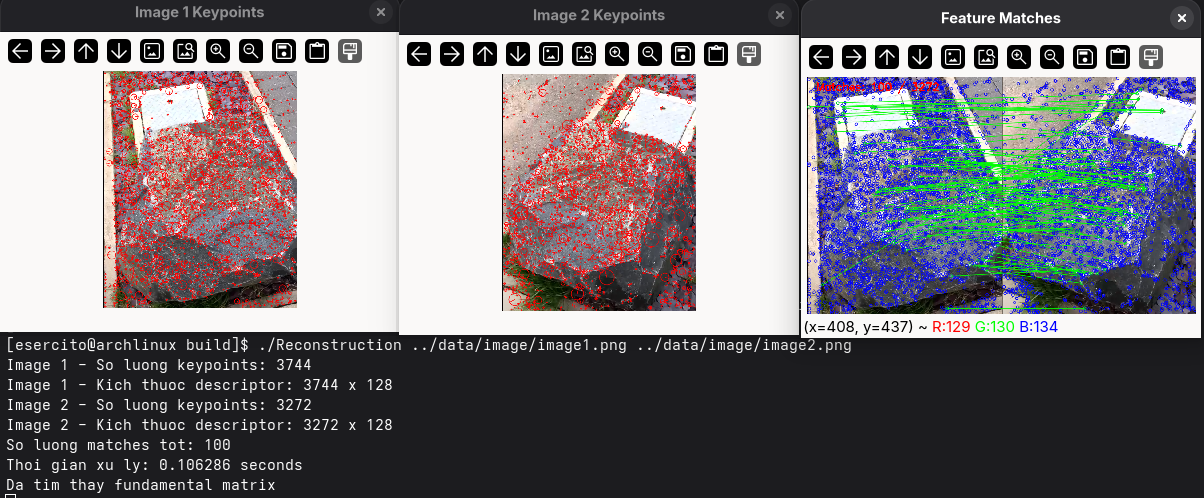 Image 1 Keypoints
Image 2 Keypoints
Feature Matches
(x=408, y=437) ~ R:129 G:130 B:134
[esercito@archlinux build]$ ./Reconstruction ../data/image/image1.png ../data/image/image2.png
Image 1 - So luong keypoints: 3744
Image 1 - Kich thuoc descriptor: 3744 x 128
Image 2 - So luong keypoints: 3272
Image 2 - Kich thuoc descriptor: 3272 x 128
So luong matches tot: 100
Thoi gian xu ly: 0.106286 seconds
Da tim thay fundamental matrix